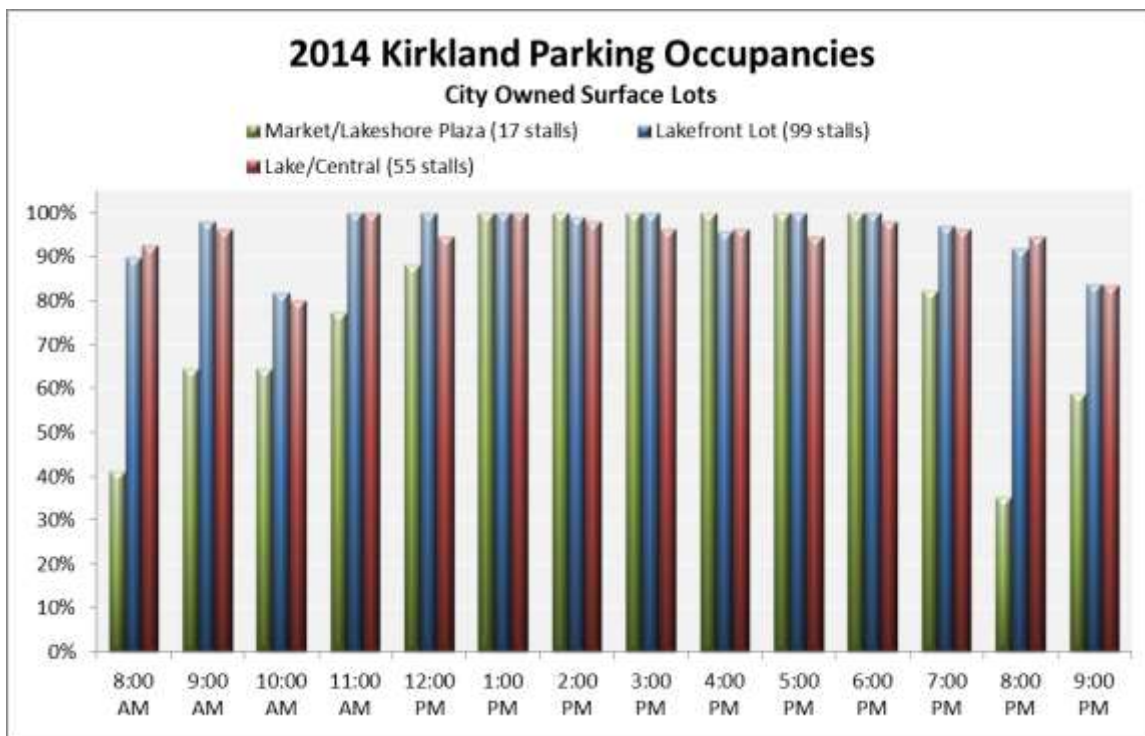 2014 Kirkland Parking Occupancies
City Owned Surface Lots
Market/Lakeshore Plaza (17 stalls) Lakefront Lot (99 stalls)
Lake/Central (55 stalls)
100%
90%
80%
70%
60%
50%
40%
30%
20%
10%
0%
8:00 9:00 10:00 11:00 12:00 1:00 2:00 3:00 4:00 5:00 6:00 7:00 8:00 9:00
AM AM AM AM PM PM PM PM PM PM PM PM PM PM